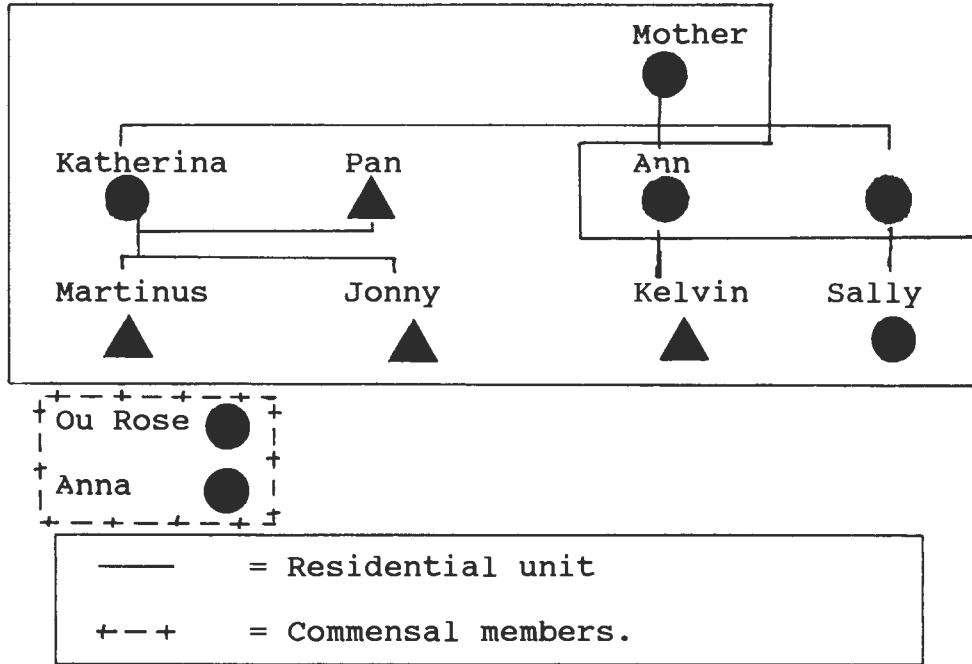 Mother
Katherina Pan Ann
Martinus Jonny Kelvin Sally
Ou Rose
Anna
= Residential unit
= Commensal members.